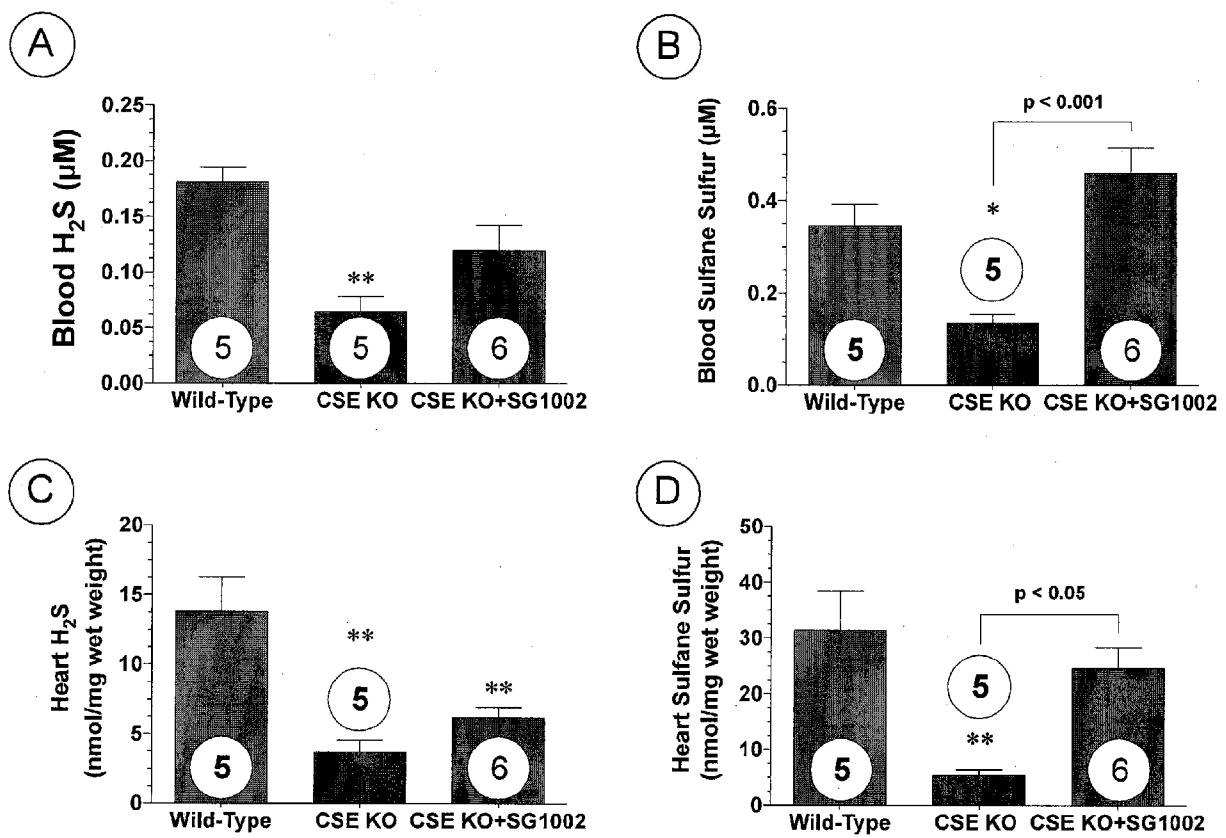 A
Blood H2S (µM)
0.25
0.20
0.15
0.10
0.05
0.00
**
5
5
6
Wild-Type
CSE KO
CSE KO+SG1002
B
Blood Sulfane Sulfur (µM)
0.6
0.4
0.2
0.0
p < 0.001
*
5
5
6
Wild-Type
CSE KO
CSE KO+SG1002
C
Heart H2S
(nmol/mg wet weight)
20
15
10
5
0
**
**
5
5
6
Wild-Type
CSE KO
CSE KO+SG1002
D
Heart Sulfane Sulfur
(nmol/mg wet weight)
50
40
30
20
10
0
p < 0.05
5
**
5
6
Wild-Type
CSE KO
CSE KO+SG1002